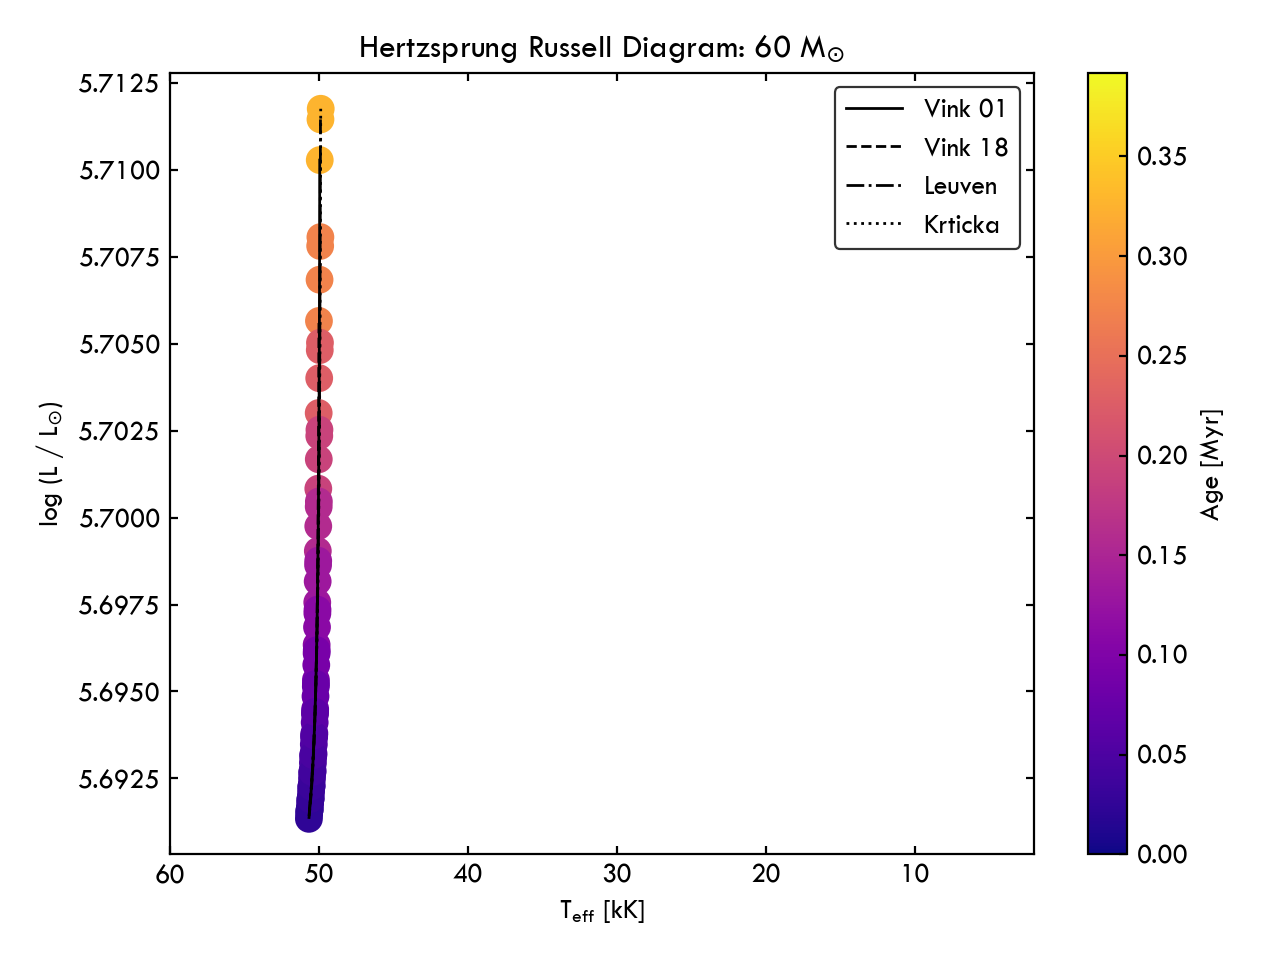 Hertzsprung Russell Diagram: 60 M☉
5.7125
5.7100
5.7075
5.7050
5.7025
5.7000
5.6975
5.6950
5.6925
log (L / L☉)
60 50 40 30 20 10
T_eff [kK]
Vink 01
Vink 18
Leuven
Krticka
0.35
0.30
0.25
0.20
0.15
0.10
0.05
0.00
Age [Myr]